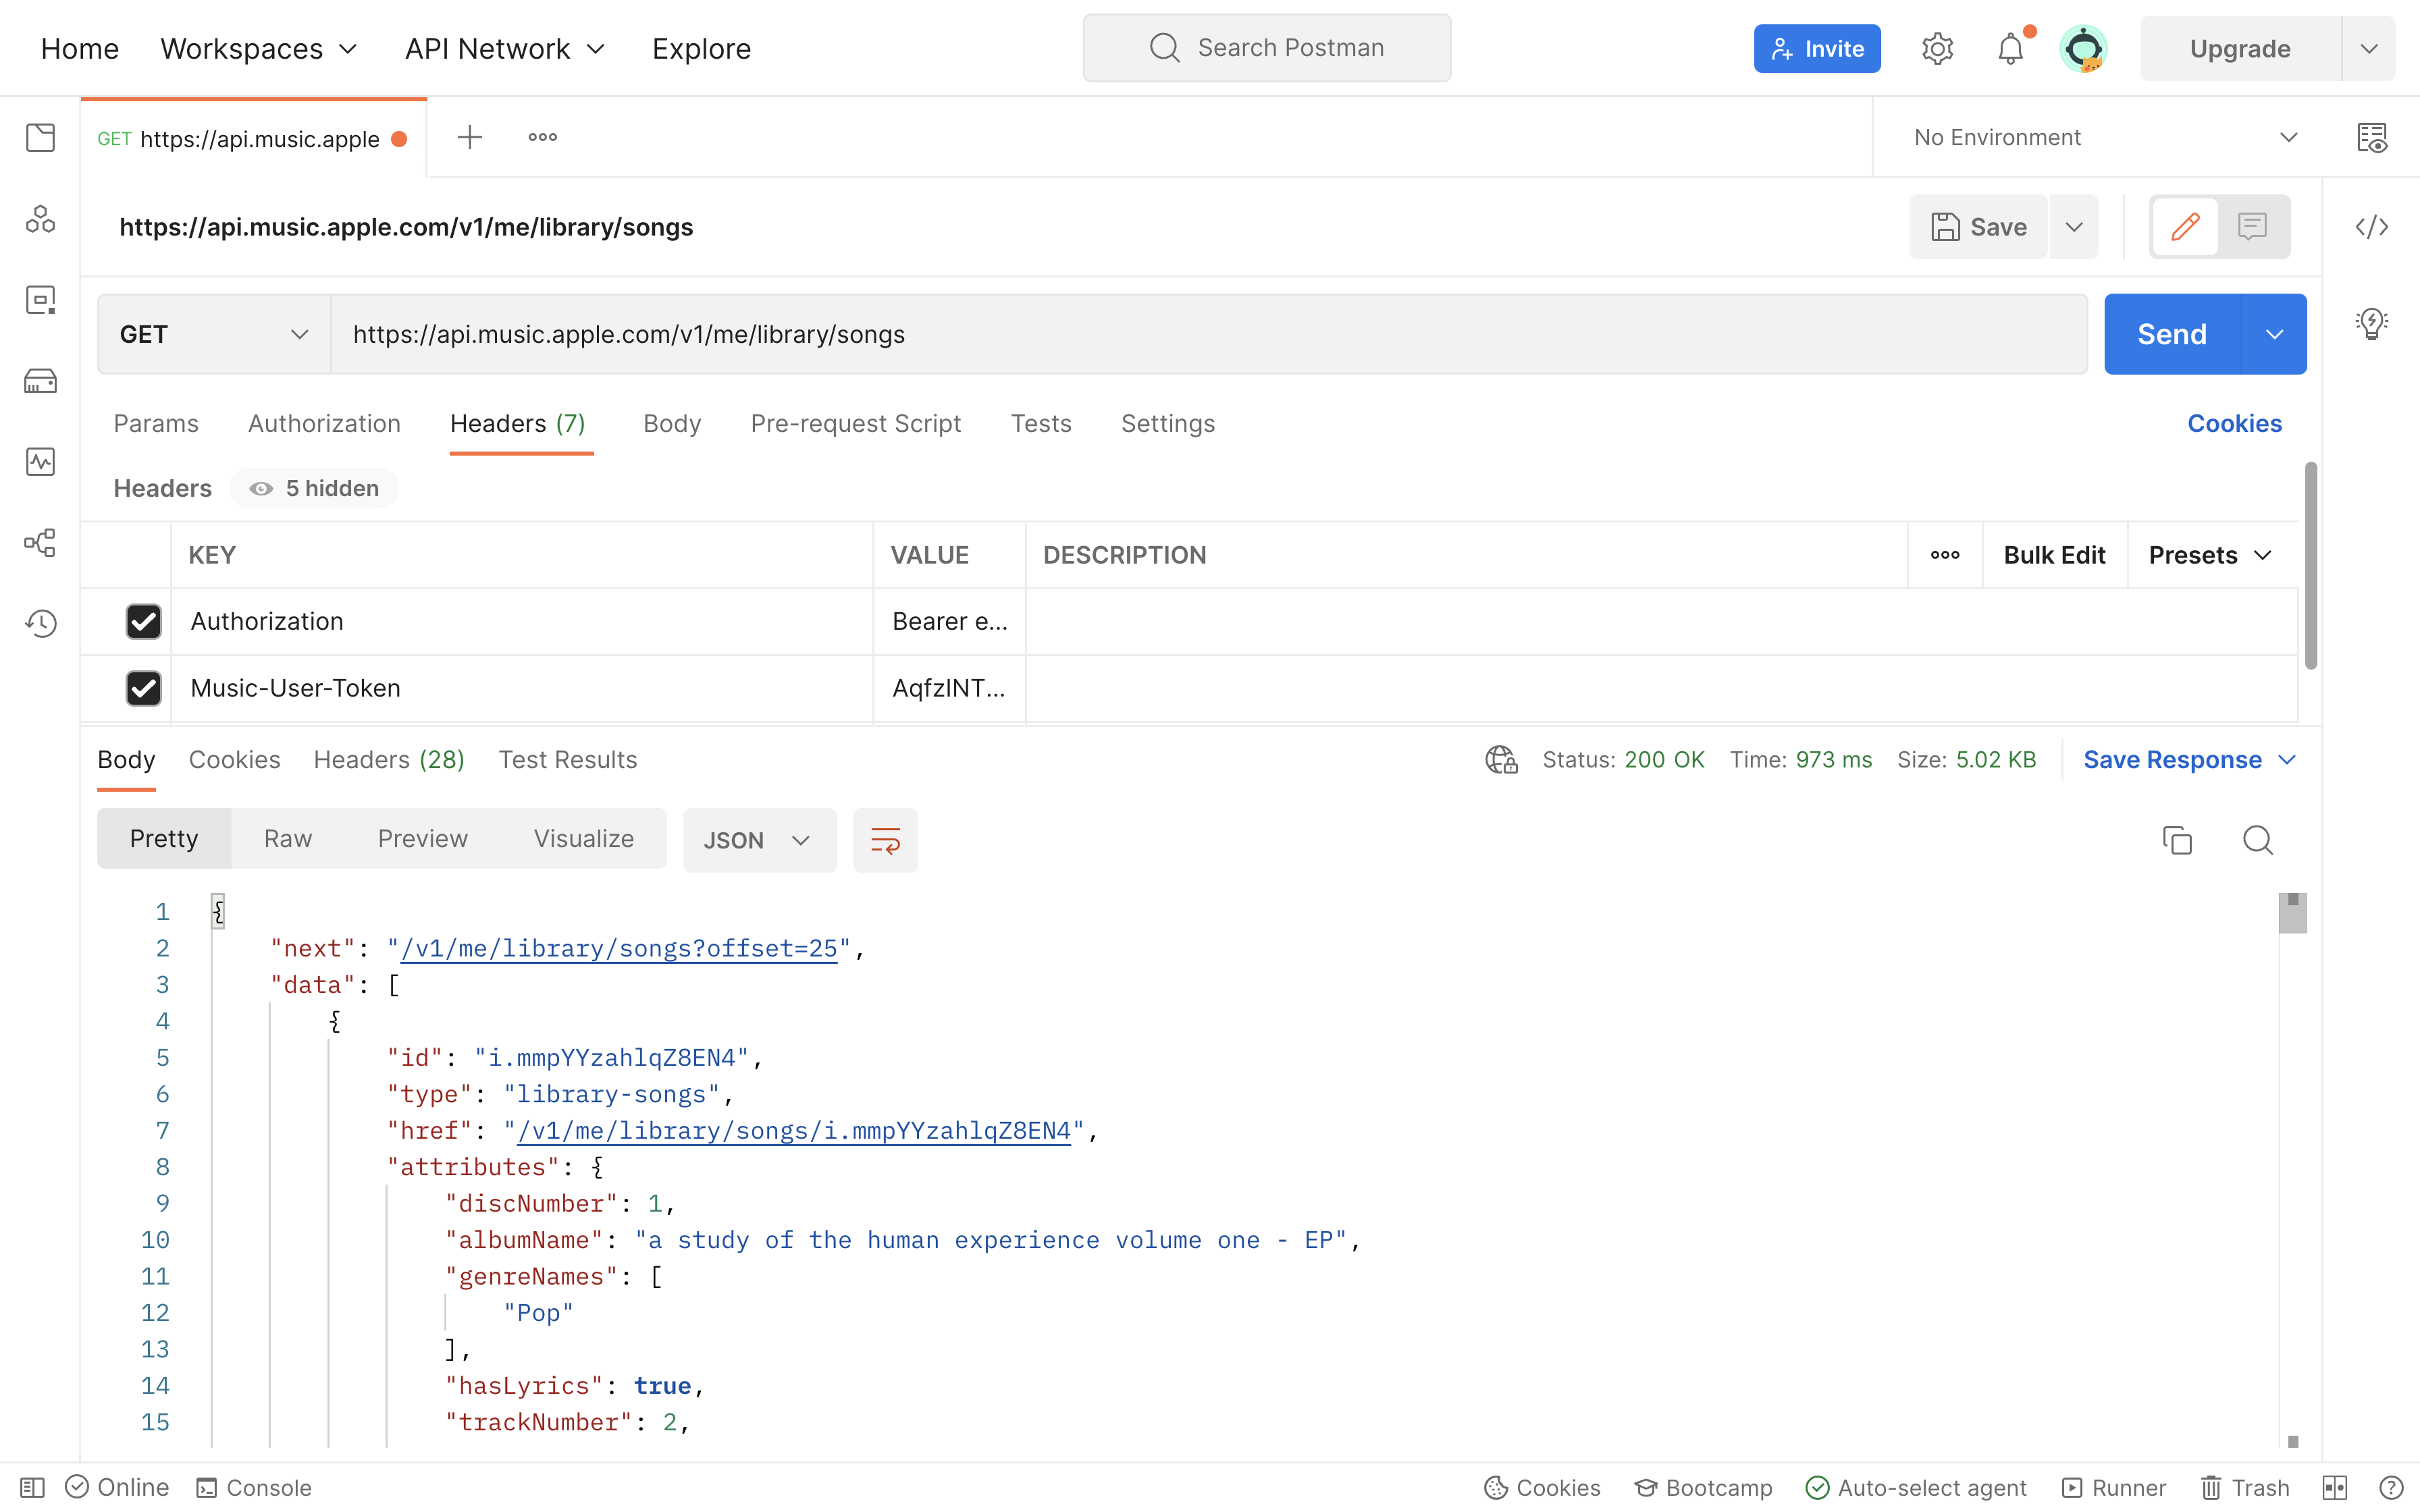 Home Workspaces API Network Explore Search Postman Invite Upgrade
GET https://api.music.apple No Environment
https://api.music.apple.com/v1/me/library/songs Save
GET https://api.music.apple.com/v1/me/library/songs Send
Params Authorization Headers (7) Body Pre-request Script Tests Settings Cookies
Headers 5 hidden
KEY VALUE DESCRIPTION Bulk Edit Presets
Authorization Bearer e...
Music-User-Token AqfzINT...
Body Cookies Headers (28) Test Results Status: 200 OK Time: 973 ms Size: 5.02 KB Save Response
Pretty Raw Preview Visualize JSON
1 {
2 "next": "/v1/me/library/songs?offset=25",
3 "data": [
4 {
5 "id": "i.mmpYYzahlqZ8EN4",
6 "type": "library-songs",
7 "href": "/v1/me/library/songs/i.mmpYYzahlqZ8EN4",
8 "attributes": {
9 "discNumber": 1,
10 "albumName": "a study of the human experience volume one - EP",
11 "genreNames": [
12 "Pop"
13 ],
14 "hasLyrics": true,
15 "trackNumber": 2,
Online Console Cookies Bootcamp Auto-select agent Runner Trash